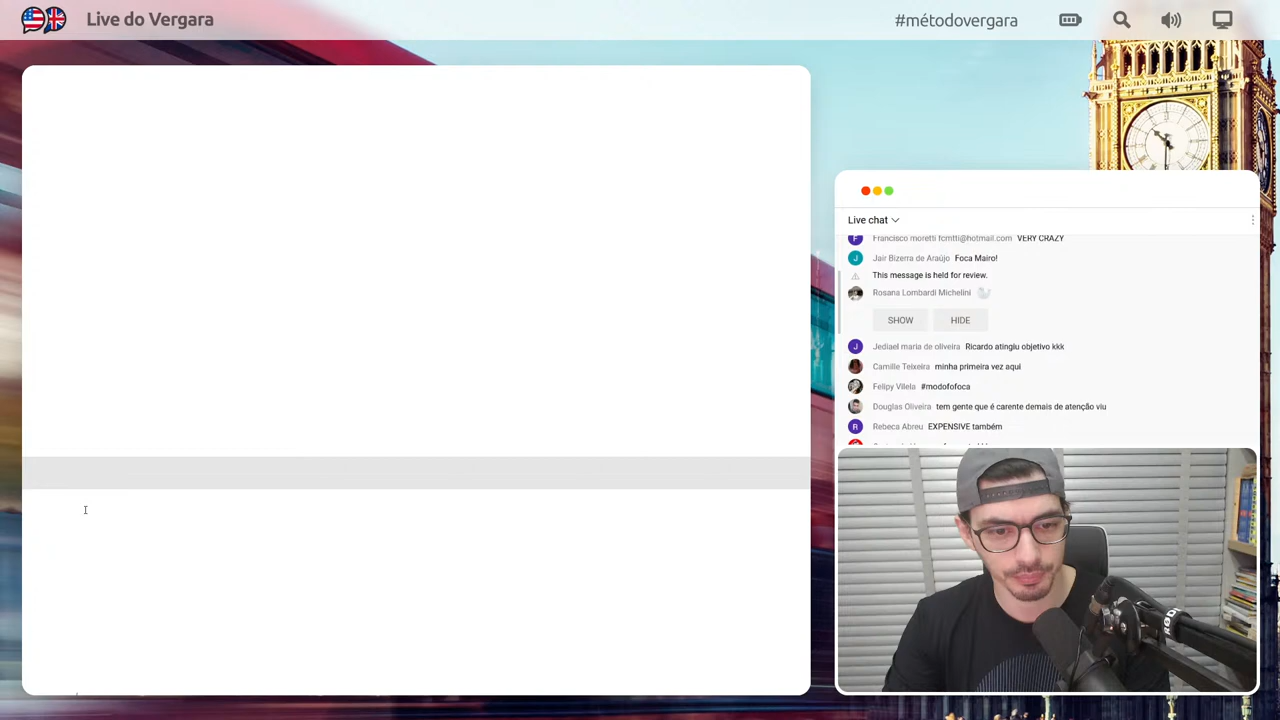 Live do Vergara
#métodovergara
Live chat
Francisco moretti fcmtti@hotmail.com VERY CRAZY
J Jair Bizerra de Araújo Foca Mairo!
This message is held for review.
Rosana Lombardi Michelini
SHOW HIDE
J Jediael maria de oliveira Ricardo atingiu objetivo kkk
Camille Teixeira minha primeira vez aqui
Felipy Vilela #modofofoca
Douglas Oliveira tem gente que é carente demais de atenção viu
R Rebeca Abreu EXPENSIVE também
RØDE